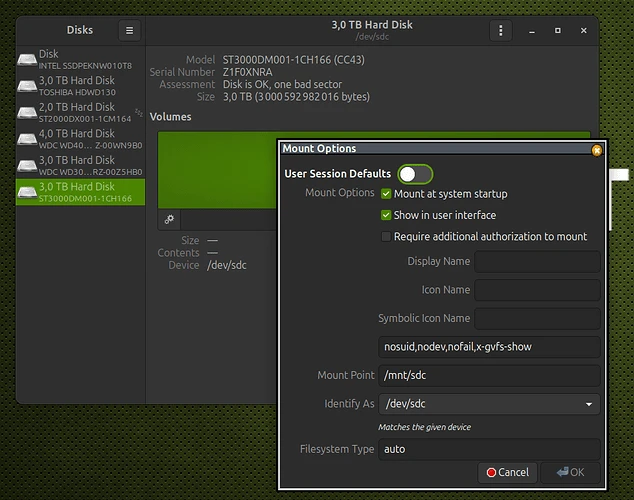 Disks
3,0 TB Hard Disk
/dev/sdc
Disk
INTEL SSDPEKNW010T8
3,0 TB Hard Disk
TOSHIBA HDWD130
2,0 TB Hard Disk
ST2000DX001-1CM164
4,0 TB Hard Disk
WDC WD40... Z-00WN9B0
3,0 TB Hard Disk
WDC WD30...RZ-00Z5HB0
3,0 TB Hard Disk
ST3000DM001-1CH166
Model ST3000DM001-1CH166 (CC43)
Serial Number Z1F0XNRA
Assessment Disk is OK, one bad sector
Size 3,0 TB (3 000 592 982 016 bytes)
Volumes
Size —
Contents —
Device /dev/sdc
Mount Options
User Session Defaults
Mount Options Mount at system startup
Show in user interface
Require additional authorization to mount
Display Name
Icon Name
Symbolic Icon Name
nosuid,nodev,nofail,x-gvfs-show
Mount Point /mnt/sdc
Identify As /dev/sdc
Matches the given device
Filesystem Type auto
Cancel OK